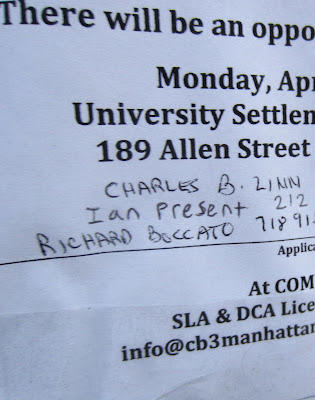 There will be an oppo
Monday, Apr
University Settlem
189 Allen Street
CHARLES B. LINN
Ian Present 212
RICHARD BOCCATO 718 91
Applica
At COM
SLA & DCA Lice
info@cb3manhattan